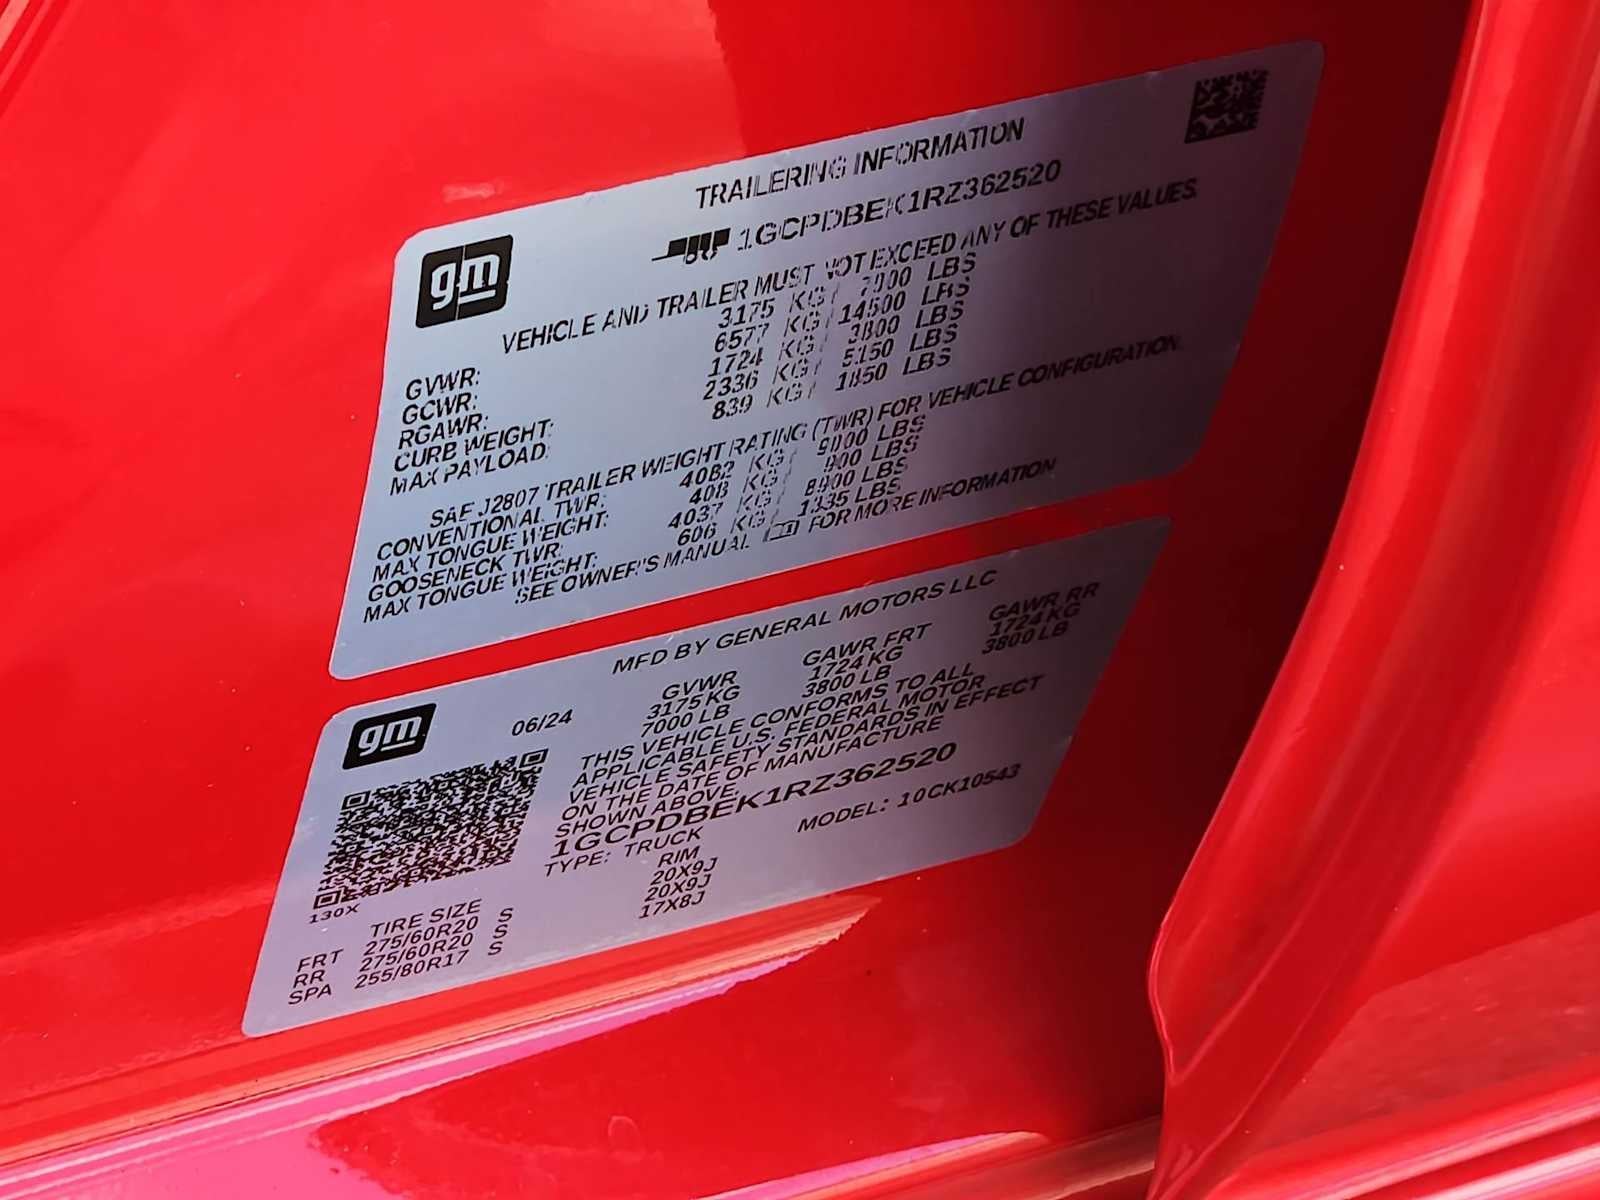 TRAILERING INFORMATION
gm
1GCPDBEK1RZ362520
VEHICLE AND TRAILER MUST NOT EXCEED ANY OF THESE VALUES.
GVWR: 3175 KG / 7000 LBS
GCWR: 6577 KG / 14500 LBS
RGAWR: 1724 KG / 3800 LBS
CURB WEIGHT: 2336 KG / 5150 LBS
MAX PAYLOAD: 839 KG / 1850 LBS
SAE J2807 TRAILER WEIGHT RATING (TWR) FOR VEHICLE CONFIGURATION.
CONVENTIONAL TWR: 4082 KG / 9000 LBS
MAX TONGUE WEIGHT: 408 KG / 900 LBS
GOOSENECK TWR: 4037 KG / 8900 LBS
MAX TONGUE WEIGHT: 606 KG / 1335 LBS
SEE OWNER'S MANUAL FOR MORE INFORMATION
MFD BY GENERAL MOTORS LLC
gm
06/24
GVWR GAWR FRT GAWR RR
3175 KG 1724 KG 1724 KG
7000 LB 3800 LB 3800 LB
THIS VEHICLE CONFORMS TO ALL
APPLICABLE U.S. FEDERAL MOTOR
VEHICLE SAFETY STANDARDS IN EFFECT
ON THE DATE OF MANUFACTURE
SHOWN ABOVE.
1GCPDBEK1RZ362520
TYPE: TRUCK MODEL: 10CK10543
130X
TIRE SIZE RIM
FRT 275/60R20 S 20X9J
RR 275/60R20 S 20X9J
SPA 255/80R17 S 17X8J